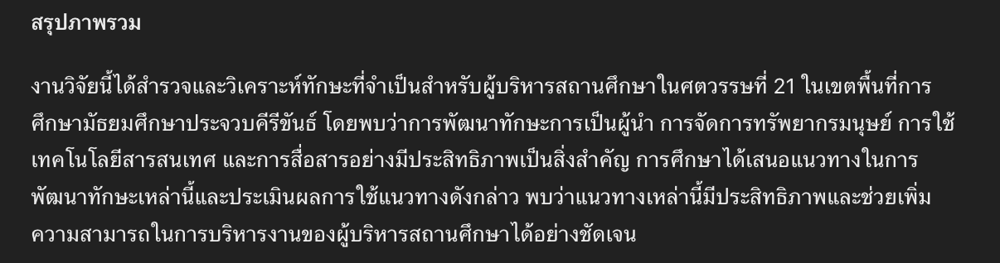 สรุปภาพรวม
งานวิจัยนี้ได้สำรวจและวิเคราะห์ทักษะที่จำเป็นสำหรับผู้บริหารสถานศึกษาในศตวรรษที่ 21 ในเขตพื้นที่การ
ศึกษามัธยมศึกษาประจวบคีรีขันธ์ โดยพบว่าการพัฒนาทักษะการเป็นผู้นำ การจัดการทรัพยากรมนุษย์ การใช้
เทคโนโลยีสารสนเทศ และการสื่อสารอย่างมีประสิทธิภาพเป็นสิ่งสำคัญ การศึกษาได้เสนอแนวทางในการ
พัฒนาทักษะเหล่านี้และประเมินผลการใช้แนวทางดังกล่าว พบว่าแนวทางเหล่านี้มีประสิทธิภาพและช่วยเพิ่ม
ความสามารถในการบริหารงานของผู้บริหารสถานศึกษาได้อย่างชัดเจน